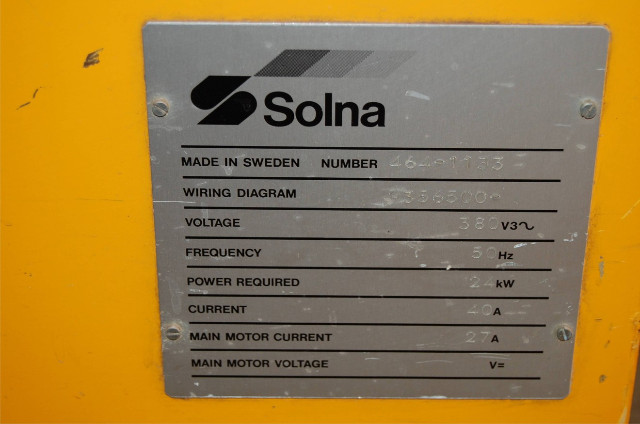 Solna
MADE IN SWEDEN NUMBER
WIRING DIAGRAM
VOLTAGE 380 V3~
FREQUENCY 50 Hz
POWER REQUIRED 24 kW
CURRENT 40 A
MAIN MOTOR CURRENT 27 A
MAIN MOTOR VOLTAGE V=